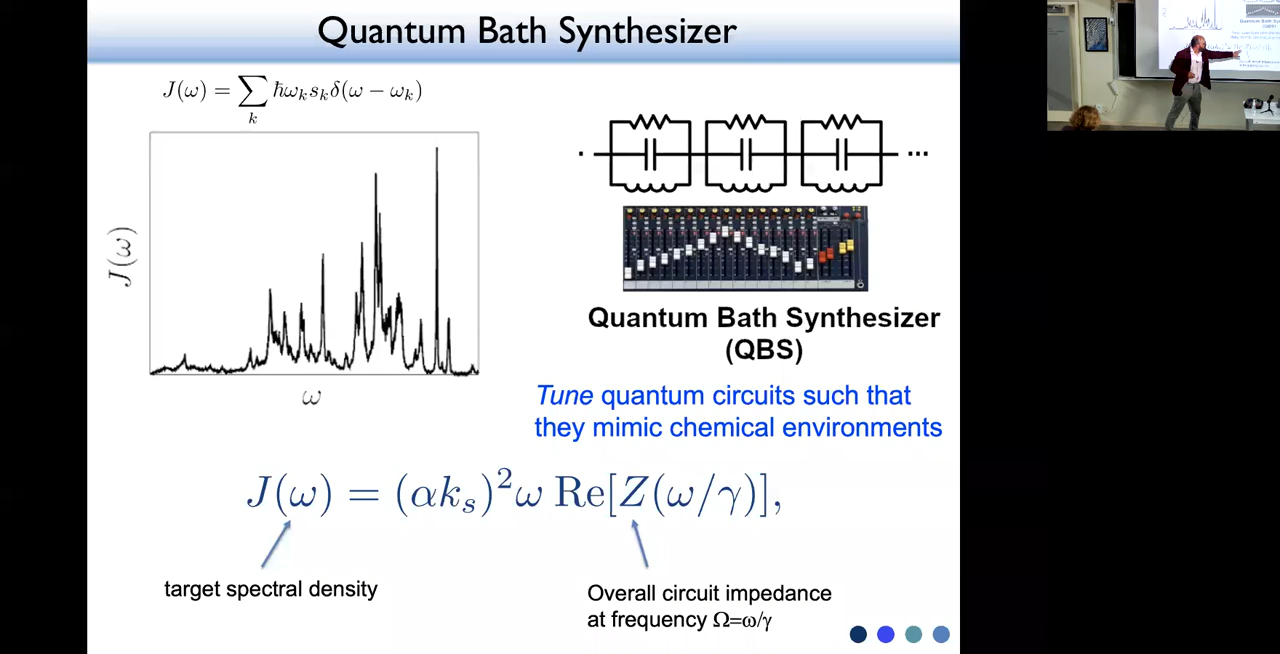 Quantum Bath Synthesizer
J(ω) = ∑ ħω_k s_k δ(ω − ω_k)
k
J(ω)
ω
...
Quantum Bath Synthesizer
(QBS)
Tune quantum circuits such that
they mimic chemical environments
J(ω) = (αk_s)² ω Re[Z(ω/γ)],
target spectral density
Overall circuit impedance
at frequency Ω=ω/γ